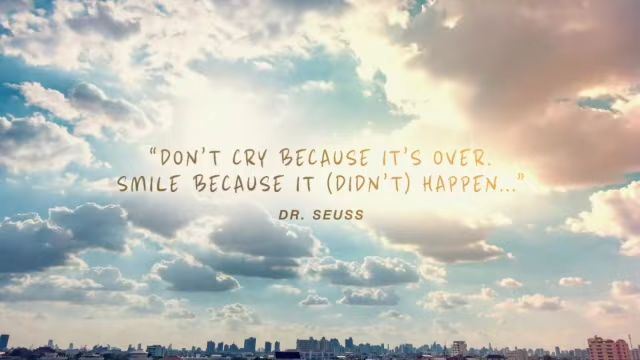 “DON’T CRY BECAUSE IT’S OVER.
SMILE BECAUSE IT (DIDN’T) HAPPEN...”
DR. SEUSS